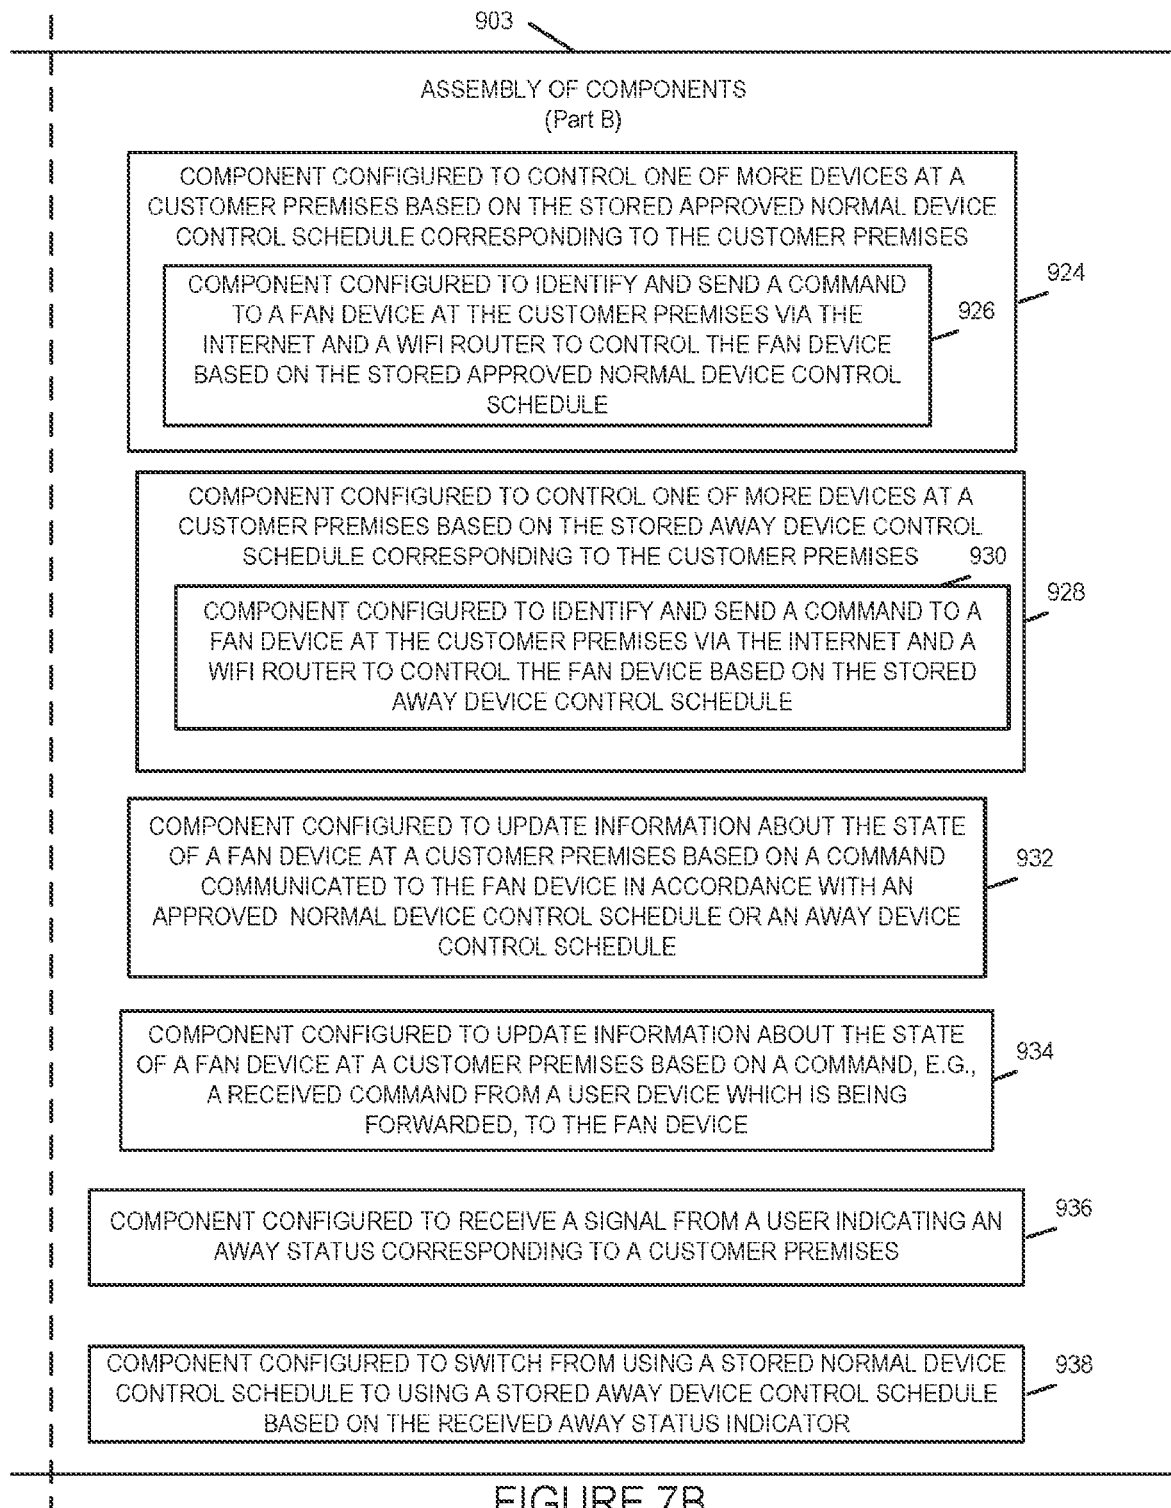 903
ASSEMBLY OF COMPONENTS
(Part B)
COMPONENT CONFIGURED TO CONTROL ONE OF MORE DEVICES AT A
CUSTOMER PREMISES BASED ON THE STORED APPROVED NORMAL DEVICE
CONTROL SCHEDULE CORRESPONDING TO THE CUSTOMER PREMISES
924
COMPONENT CONFIGURED TO IDENTIFY AND SEND A COMMAND
TO A FAN DEVICE AT THE CUSTOMER PREMISES VIA THE
INTERNET AND A WIFI ROUTER TO CONTROL THE FAN DEVICE
BASED ON THE STORED APPROVED NORMAL DEVICE CONTROL
SCHEDULE
926
COMPONENT CONFIGURED TO CONTROL ONE OF MORE DEVICES AT A
CUSTOMER PREMISES BASED ON THE STORED AWAY DEVICE CONTROL
SCHEDULE CORRESPONDING TO THE CUSTOMER PREMISES
930
928
COMPONENT CONFIGURED TO IDENTIFY AND SEND A COMMAND TO A
FAN DEVICE AT THE CUSTOMER PREMISES VIA THE INTERNET AND A
WIFI ROUTER TO CONTROL THE FAN DEVICE BASED ON THE STORED
AWAY DEVICE CONTROL SCHEDULE
COMPONENT CONFIGURED TO UPDATE INFORMATION ABOUT THE STATE
OF A FAN DEVICE AT A CUSTOMER PREMISES BASED ON A COMMAND
COMMUNICATED TO THE FAN DEVICE IN ACCORDANCE WITH AN
APPROVED NORMAL DEVICE CONTROL SCHEDULE OR AN AWAY DEVICE
CONTROL SCHEDULE
932
COMPONENT CONFIGURED TO UPDATE INFORMATION ABOUT THE STATE
OF A FAN DEVICE AT A CUSTOMER PREMISES BASED ON A COMMAND, E.G.,
A RECEIVED COMMAND FROM A USER DEVICE WHICH IS BEING
FORWARDED, TO THE FAN DEVICE
934
COMPONENT CONFIGURED TO RECEIVE A SIGNAL FROM A USER INDICATING AN
AWAY STATUS CORRESPONDING TO A CUSTOMER PREMISES
936
COMPONENT CONFIGURED TO SWITCH FROM USING A STORED NORMAL DEVICE
CONTROL SCHEDULE TO USING A STORED AWAY DEVICE CONTROL SCHEDULE
BASED ON THE RECEIVED AWAY STATUS INDICATOR
938
FIGURE 7B